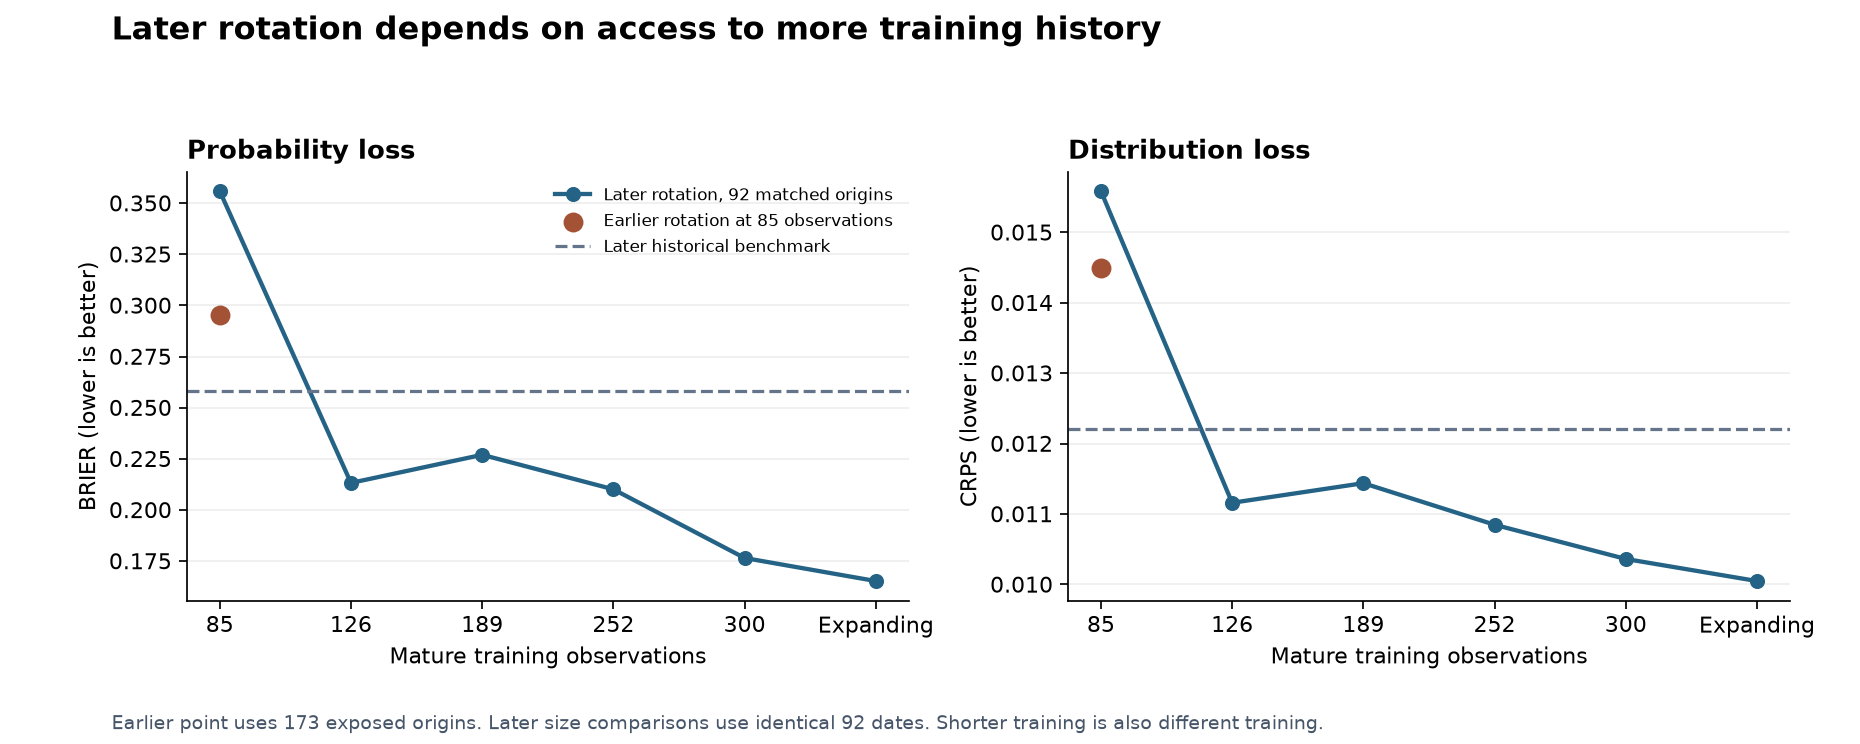 Later rotation depends on access to more training history
Probability loss
BRIER (lower is better)
0.350
0.325
0.300
0.275
0.250
0.225
0.200
0.175
Later rotation, 92 matched origins
Earlier rotation at 85 observations
Later historical benchmark
85 126 189 252 300 Expanding
Mature training observations
Distribution loss
CRPS (lower is better)
0.015
0.014
0.013
0.012
0.011
0.010
85 126 189 252 300 Expanding
Mature training observations
Earlier point uses 173 exposed origins. Later size comparisons use identical 92 dates. Shorter training is also different training.